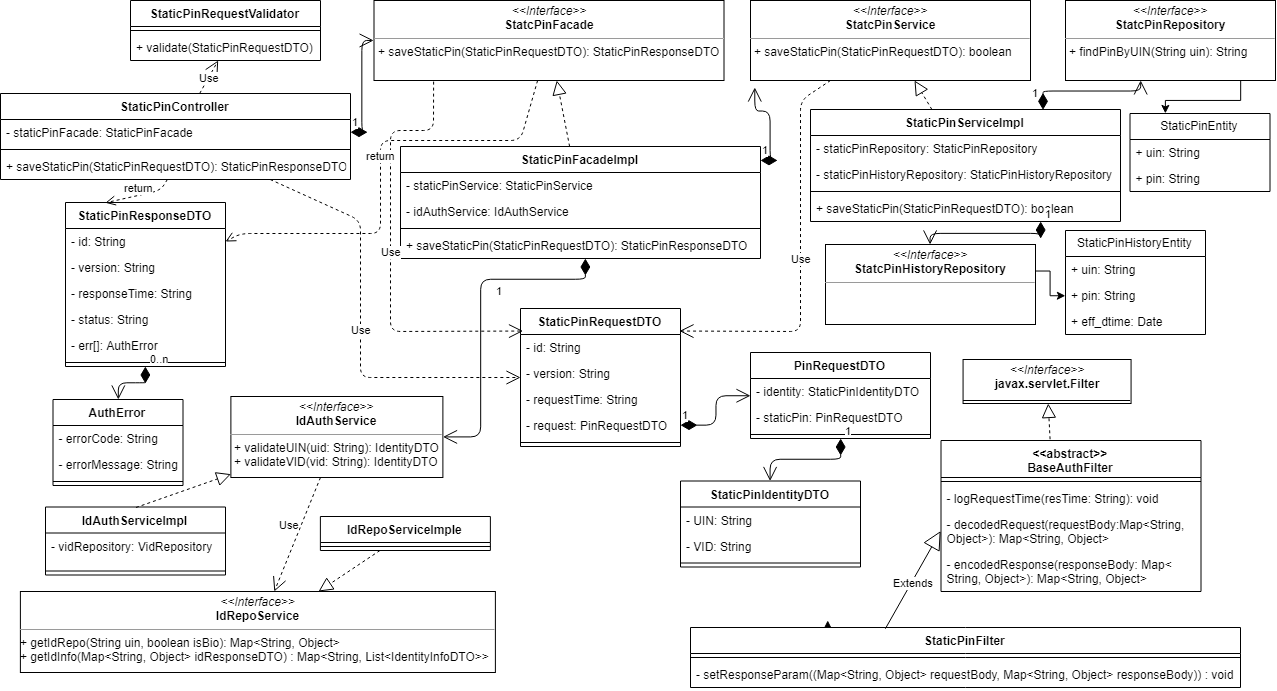 StaticPinRequestValidator
+ validate(StaticPinRequestDTO)
Use
StaticPinController
- staticPinFacade: StaticPinFacade
+ saveStaticPin(StaticPinRequestDTO): StaticPinResponseDTO
1
<<Interface>>
StatcPinFacade
+ saveStaticPin(StaticPinRequestDTO): StaticPinResponseDTO
<<Interface>>
StatcPinService
+ saveStaticPin(StaticPinRequestDTO): boolean
<<Interface>>
StatcPinRepository
+ findPinByUIN(String uin): String
1
StaticPinEntity
+ uin: String
+ pin: String
StaticPinServiceImpl
- staticPinRepository: StaticPinRepository
- staticPinHistoryRepository: StaticPinHistoryRepository
+ saveStaticPin(StaticPinRequestDTO): boolean
1
return
StaticPinFacadeImpl
- staticPinService: StaticPinService
- idAuthService: IdAuthService
+ saveStaticPin(StaticPinRequestDTO): StaticPinResponseDTO
1
return
StaticPinResponseDTO
- id: String
- version: String
- responseTime: String
- status: String
- err[]: AuthError
0..n
<<Interface>>
StatcPinHistoryRepository
StaticPinHistoryEntity
+ uin: String
+ pin: String
+ eff_dtime: Date
Use
Use
Use
1
StaticPinRequestDTO
- id: String
- version: String
- requestTime: String
- request: PinRequestDTO
1
PinRequestDTO
- identity: StaticPinIdentityDTO
- staticPin: PinRequestDTO
1
<<Interface>>
javax.servlet.Filter
AuthError
- errorCode: String
- errorMessage: String
<<Interface>>
IdAuthService
+ validateUIN(uid: String): IdentityDTO
+ validateVID(vid: String): IdentityDTO
<<abstract>>
BaseAuthFilter
- logRequestTime(resTime: String): void
- decodedRequest(requestBody:Map<String,
Object>): Map<String, Object>
- encodedResponse(responseBody: Map<
String, Object>): Map<String, Object>
StaticPinIdentityDTO
- UIN: String
- VID: String
IdAuthServiceImpl
- vidRepository: VidRepository
Use
IdRepoServiceImple
Extends
<<Interface>>
IdRepoService
+ getIdRepo(String uin, boolean isBio): Map<String, Object>
+ getIdInfo(Map<String, Object> idResponseDTO) : Map<String, List<IdentityInfoDTO>>
StaticPinFilter
- setResponseParam((Map<String, Object> requestBody, Map<String, Object> responseBody)) : void